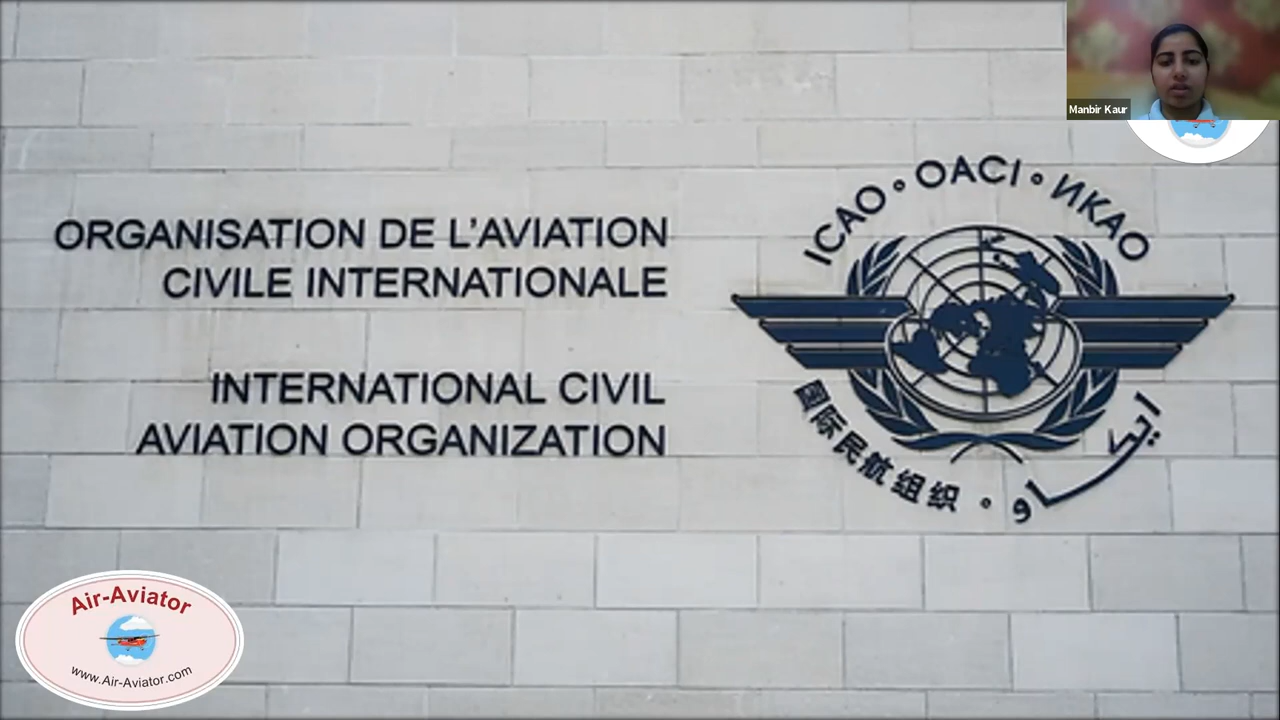 Manbir Kaur
ORGANISATION DE L'AVIATION
CIVILE INTERNATIONALE
INTERNATIONAL CIVIL
AVIATION ORGANIZATION
ICAO ∘ OACI ∘ ИКАО
国际民航组织 ∘ ايكاو
Air-Aviator
www.Air-Aviator.com